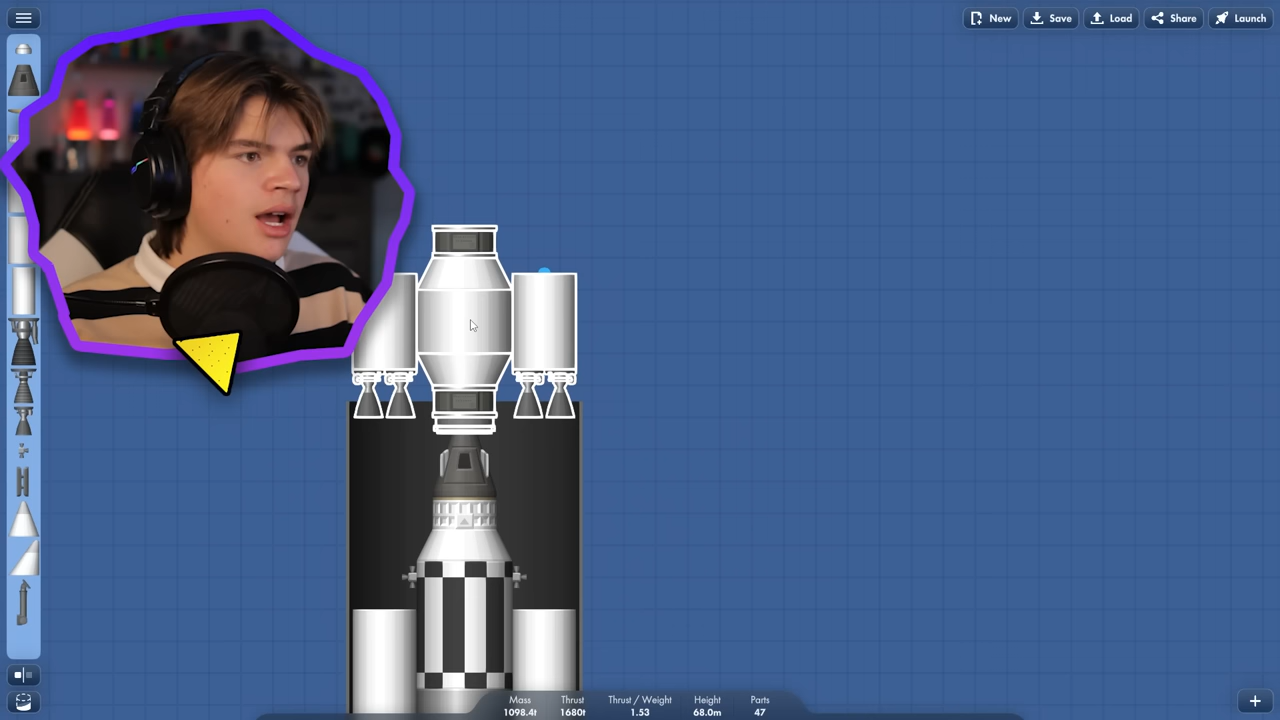 New Save Load Share Launch
Mass Thrust Thrust / Weight Height Parts
1098.4t 1680t 1.53 68.0m 47